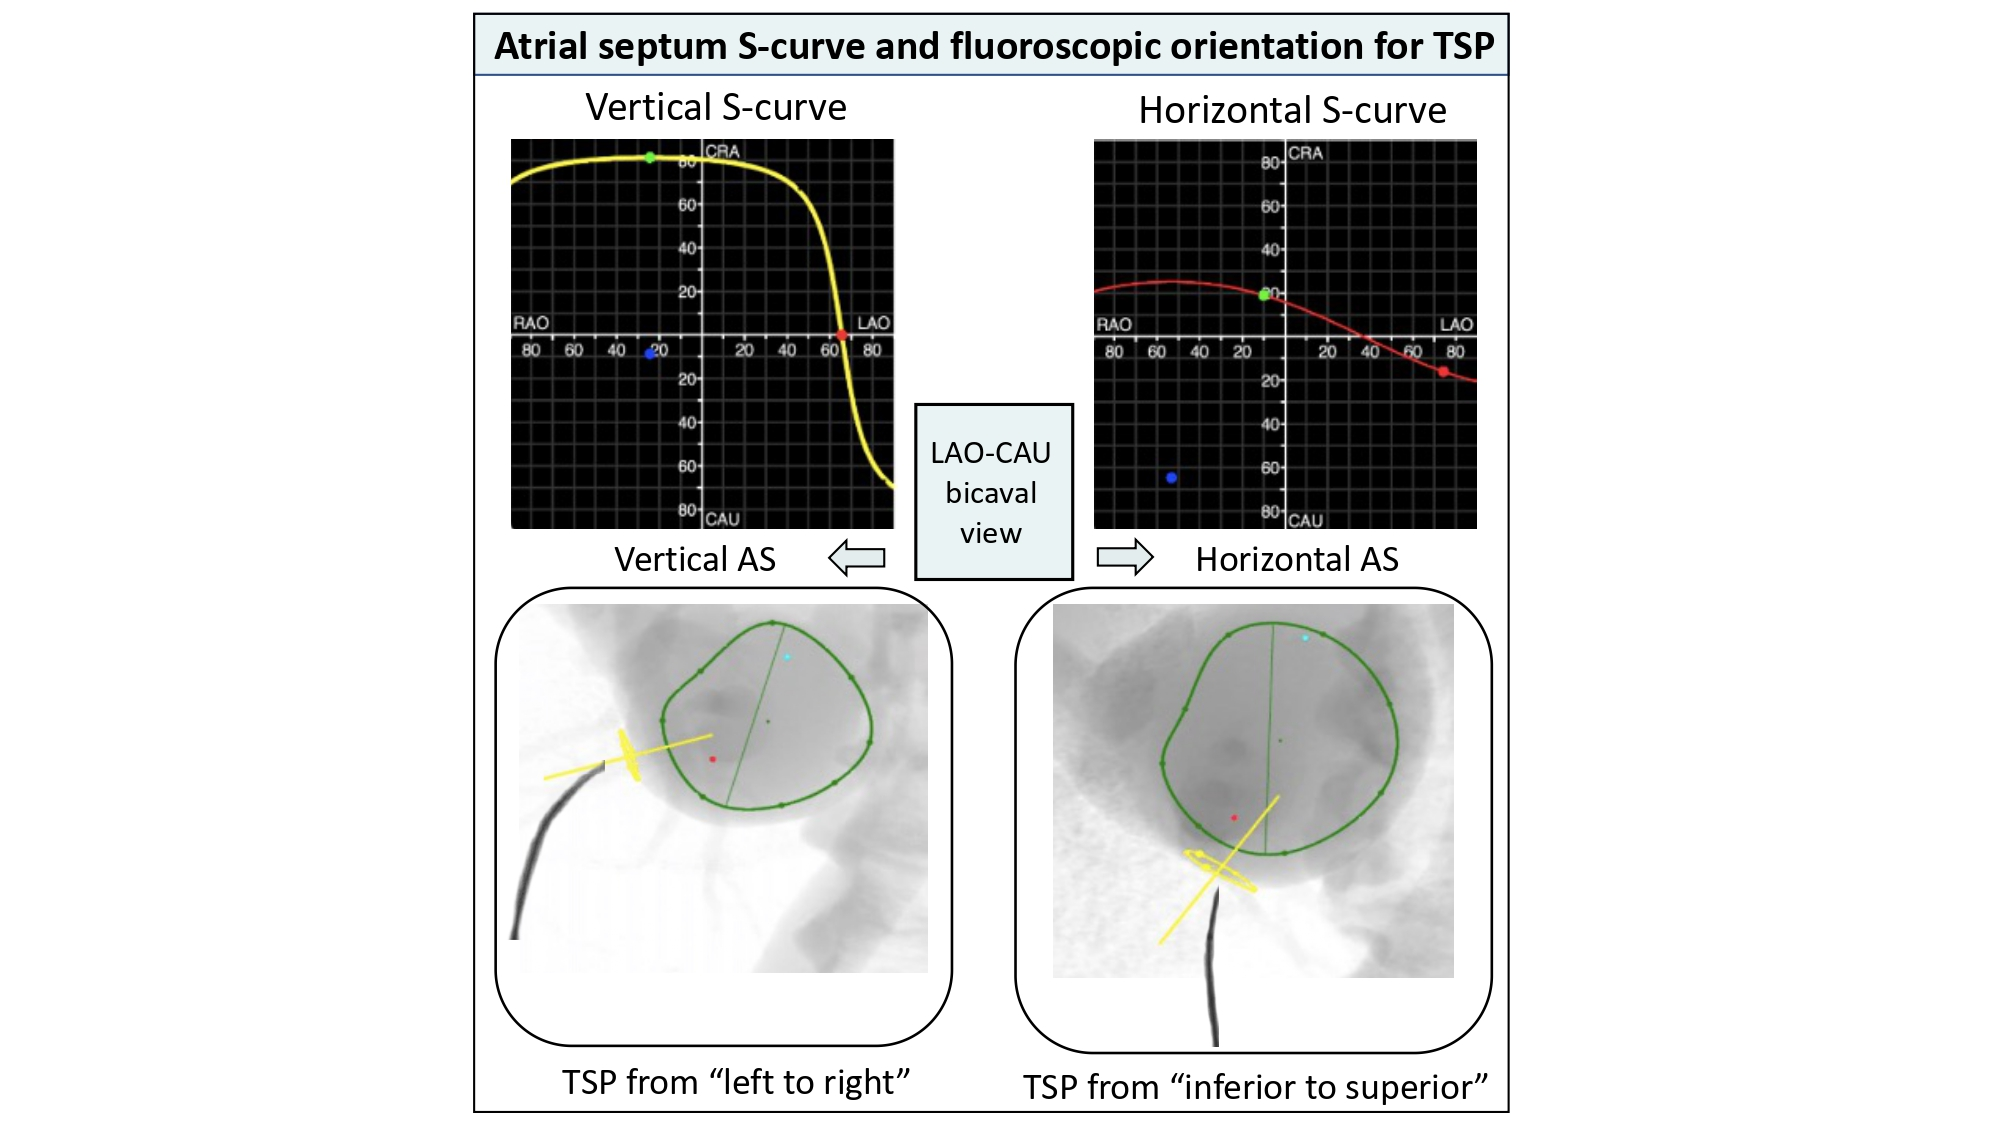 Atrial septum S-curve and fluoroscopic orientation for TSP
Vertical S-curve
Horizontal S-curve
CRA
80
60
40
20
RAO
LAO
80 60 40 20 20 40 60 80
20
40
60
80
CAU
CRA
80
60
40
20
RAO
LAO
80 60 40 20 20 40 60 80
20
40
60
80
CAU
LAO-CAU
bicaval
view
Vertical AS
Horizontal AS
TSP from “left to right”
TSP from “inferior to superior”